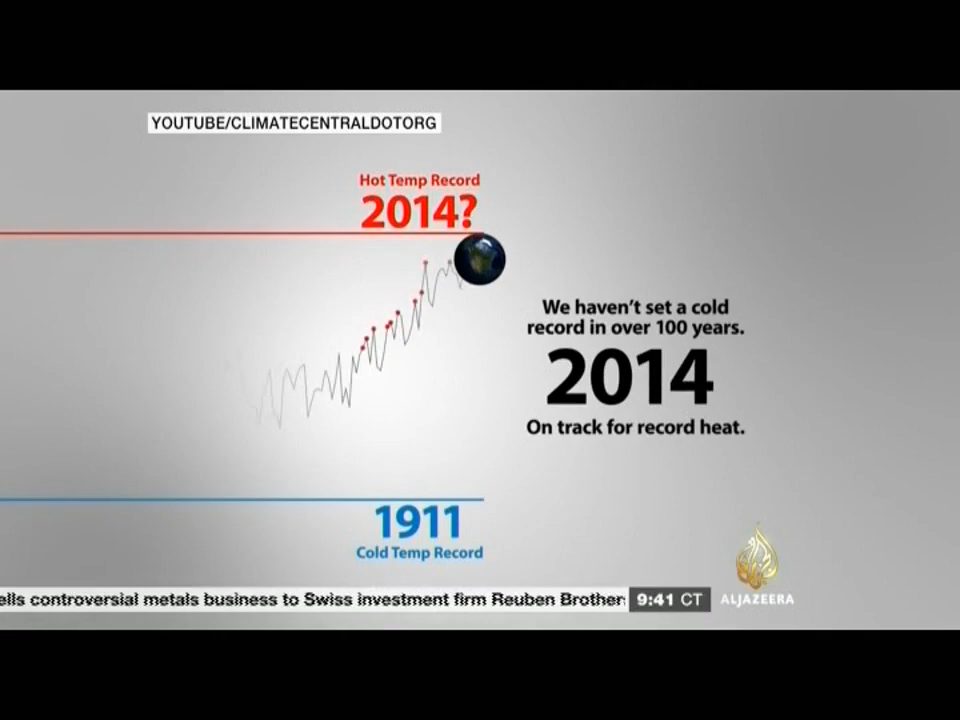 YOUTUBE/CLIMATECENTRALDOTORG
Hot Temp Record
2014?
We haven't set a cold
record in over 100 years.
2014
On track for record heat.
1911
Cold Temp Record
ells controversial metals business to Swiss investment firm Reuben Brother
9:41 CT
ALJAZEERA